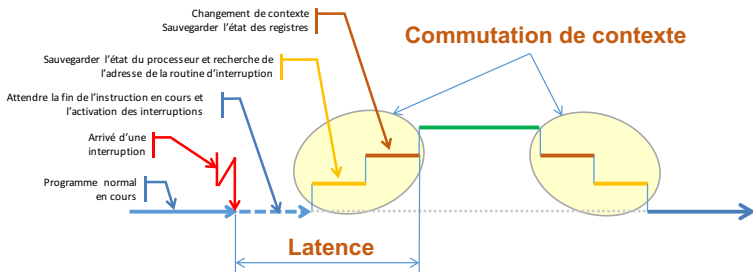 Changement de contexte
Sauvegarder l'état des registres
Commutation de contexte
Sauvegarder l'état du processeur et recherche de
l'adresse de la routine d'interruption
Attendre la fin de l'instruction en cours et
l'activation des interruptions
Arrivé d'une
interruption
Programme normal
en cours
Latence